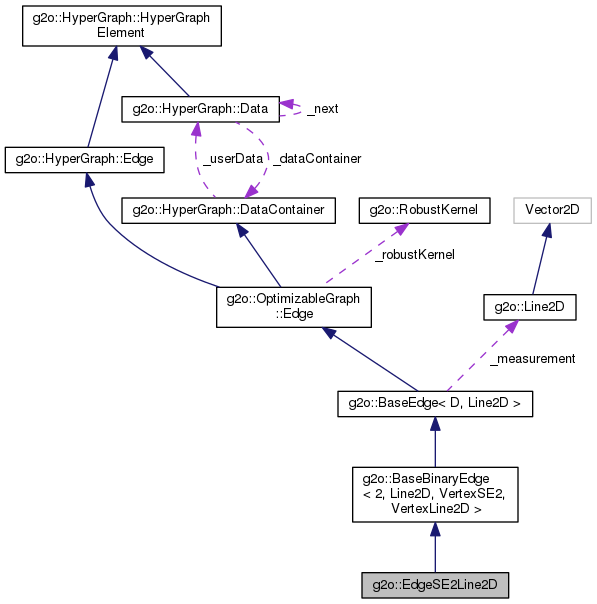 g2o::HyperGraph::HyperGraph
Element
g2o::HyperGraph::Data
_next
g2o::HyperGraph::Edge
_userData
_dataContainer
g2o::HyperGraph::DataContainer
g2o::RobustKernel
Vector2D
_robustKernel
g2o::OptimizableGraph
::Edge
g2o::Line2D
_measurement
g2o::BaseEdge< D, Line2D >
g2o::BaseBinaryEdge
< 2, Line2D, VertexSE2,
VertexLine2D >
g2o::EdgeSE2Line2D